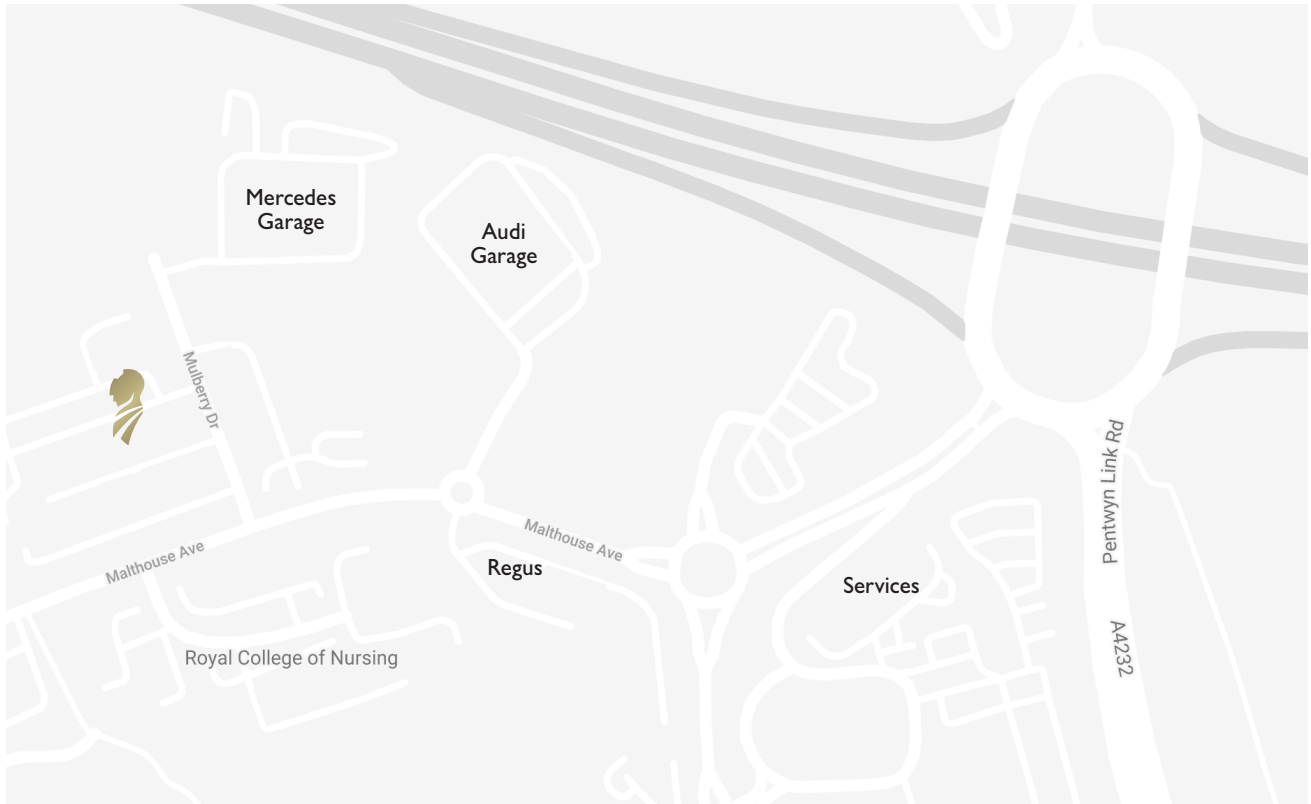 Mercedes
Garage
Audi
Garage
Mulberry Dr
Pentwyn Link Rd
Malthouse Ave
Malthouse Ave
Regus
Services
A4232
Royal College of Nursing